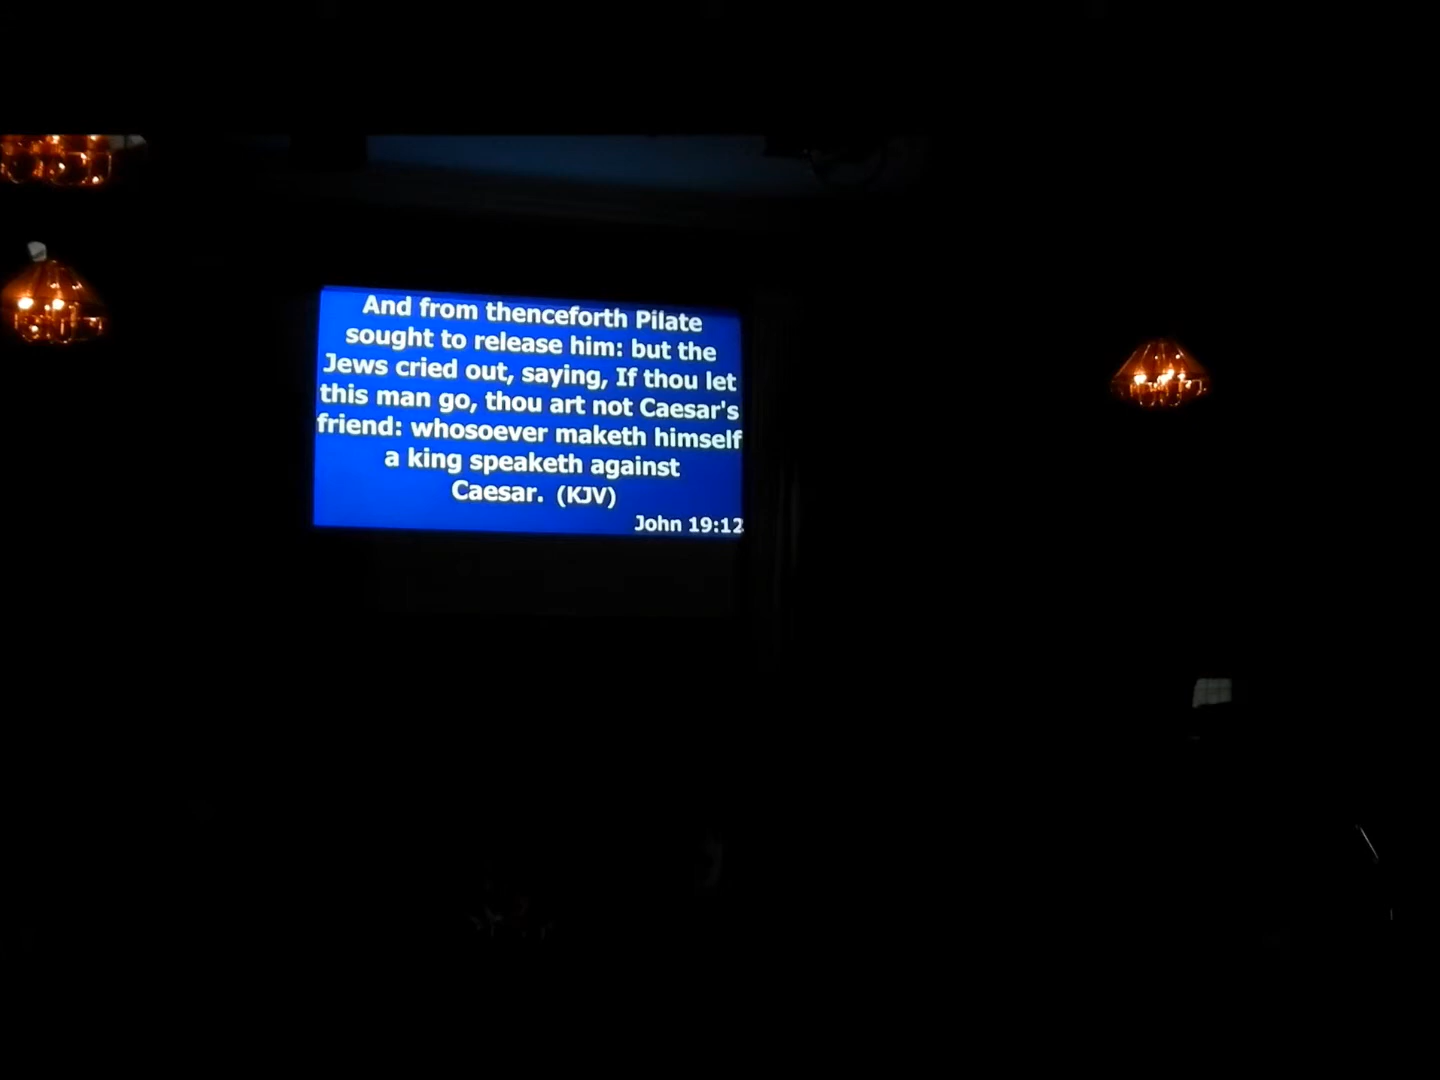 And from thenceforth Pilate
sought to release him: but the
Jews cried out, saying, If thou let
this man go, thou art not Caesar's
friend: whosoever maketh himself
a king speaketh against
Caesar. (KJV)
John 19:12